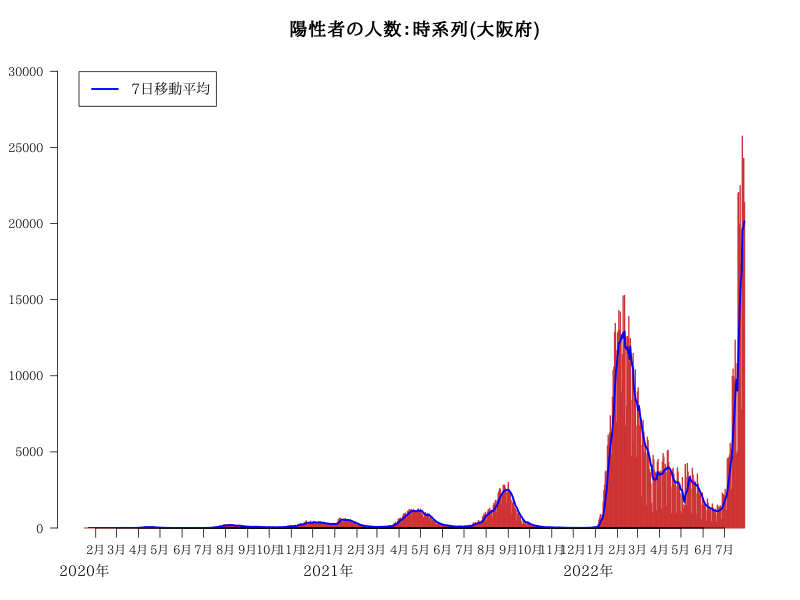 陽性者の人数:時系列(大阪府)
7日移動平均
30000
25000
20000
15000
10000
5000
0
2月 3月 4月 5月 6月 7月 8月 9月 10月 11月 12月 1月 2月 3月 4月 5月 6月 7月 8月 9月 10月 11月 12月 1月 2月 3月 4月 5月 6月 7月
2020年 2021年 2022年